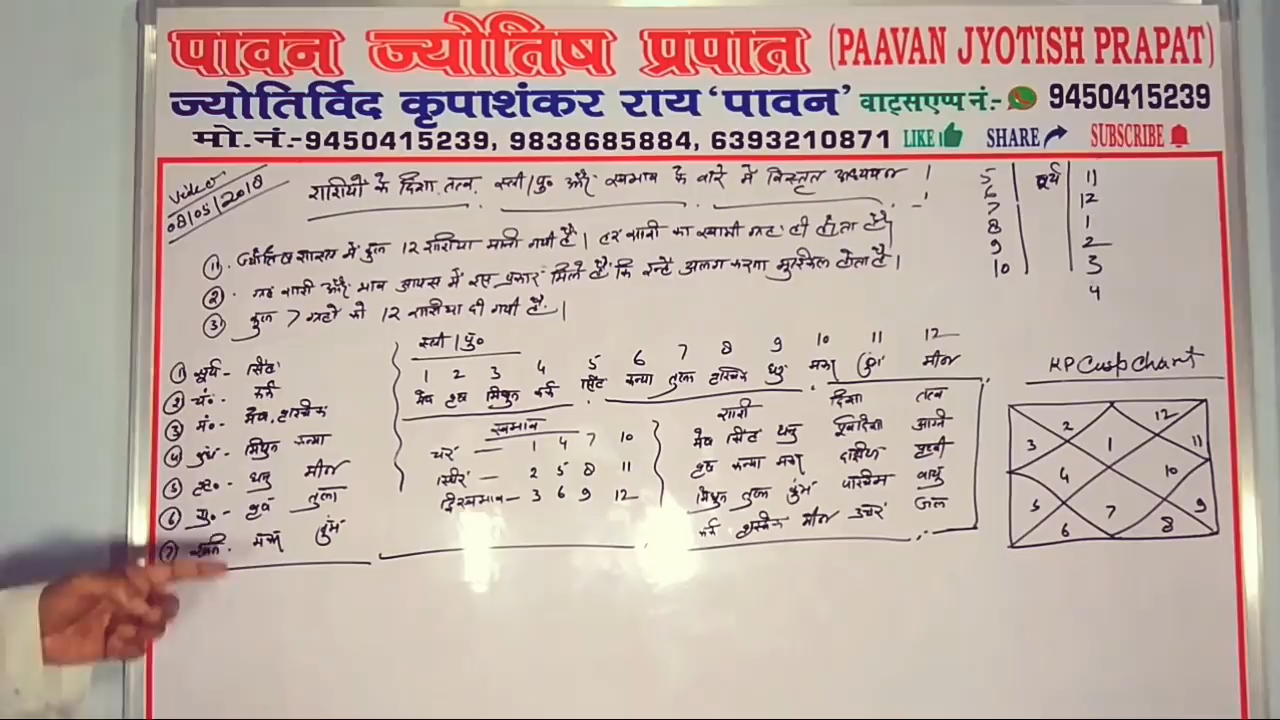 पावन ज्योतिष प्रपात (PAAVAN JYOTISH PRAPAT)
ज्योतिर्विद कृपाशंकर राय 'पावन' वाट्सएप्प नं:- 9450415239
मो.नं.-9450415239, 9838685884, 6393210871 LIKE SHARE SUBSCRIBE
Video
08/05/2018
राशियों के दिशा, तत्व, स्त्री/पु० और स्वभाव के बारे में विस्तृत अध्ययन।
① ज्योतिष शास्त्र में कुल 12 राशिया मानी गयी है। हर राशी का स्वामी ग्रह ही होता है।
② ग्रह राशी और भाव आपस में इस प्रकार मिले है कि इन्हे अलग करना मुश्किल होता है।
③ कुल 7 ग्रहो को 12 राशिया दी गयी है।
5 सूर्य 11
6 12
7 1
8 2
9 3
10 4
① सूर्य - सिंह
② चं० - कर्क
③ मं० - मेष, वृश्चिक
④ बुध - मिथुन कन्या
⑤ वृह० - धनु मीन
⑥ शु० - वृष तुला
⑦ शनि - मकर कुंभ
स्त्री/पु०
1 2 3 4 5 6 7 8 9 10 11 12
मेष वृष मिथुन कर्क सिंह कन्या तुला वृश्चिक धनु मकर कुंभ मीन
स्वभाव
चर — 1 4 7 10
स्थिर — 2 5 8 11
द्विस्वभाव — 3 6 9 12
राशी दिशा तत्व
मेष सिंह धनु पूर्व दिशा अग्नि
वृष कन्या मकर दक्षिण पृथ्वी
मिथुन तुला कुंभ पश्चिम वायु
कर्क वृश्चिक मीन उत्तर जल
KP Cusp Chart
2 12
3 1 11
4 10
5 7 9
6 8